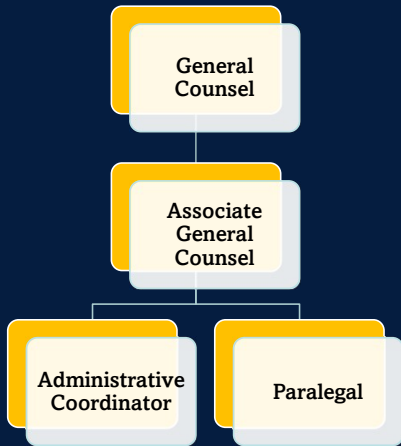 General
Counsel
Associate
General
Counsel
Administrative
Coordinator
Paralegal